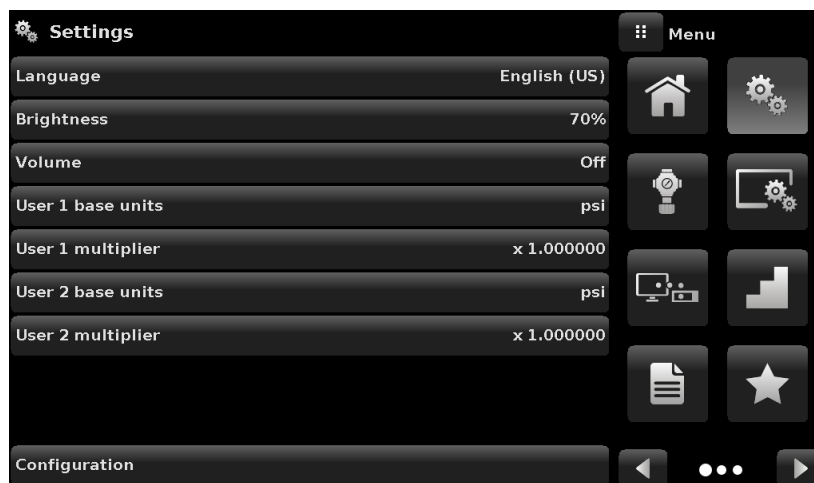 Settings
Menu
Language English (US)
Brightness 70%
Volume Off
User 1 base units psi
User 1 multiplier x 1.000000
User 2 base units psi
User 2 multiplier x 1.000000
Configuration